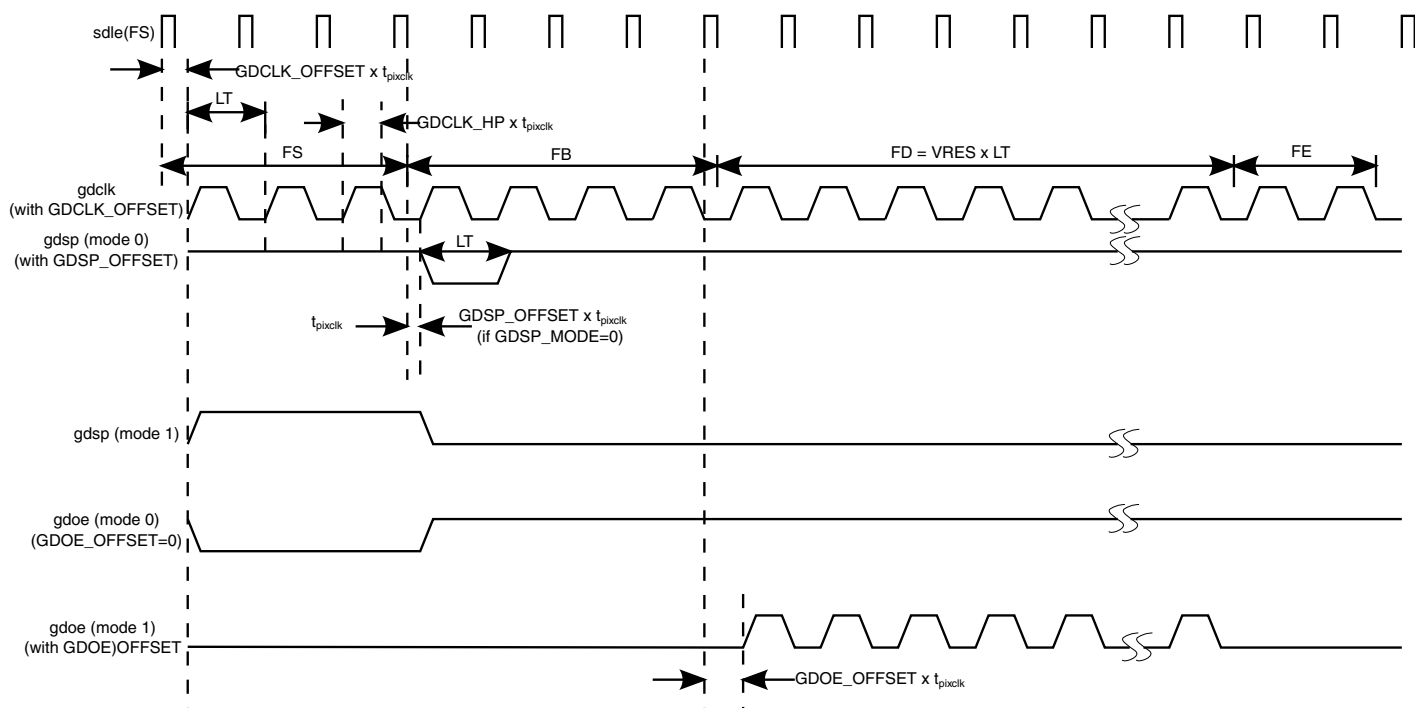 sdle(FS)
GDCLK_OFFSET x tpixclk
LT
GDCLK_HP x tpixclk
FS
FB
FD = VRES x LT
FE
gdclk
(with GDCLK_OFFSET)
gdsp (mode 0)
(with GDSP_OFFSET)
LT
tpixclk
GDSP_OFFSET x tpixclk
(if GDSP_MODE=0)
gdsp (mode 1)
gdoe (mode 0)
(GDOE_OFFSET=0)
gdoe (mode 1)
(with GDOE)OFFSET
GDOE_OFFSET x tpixclk